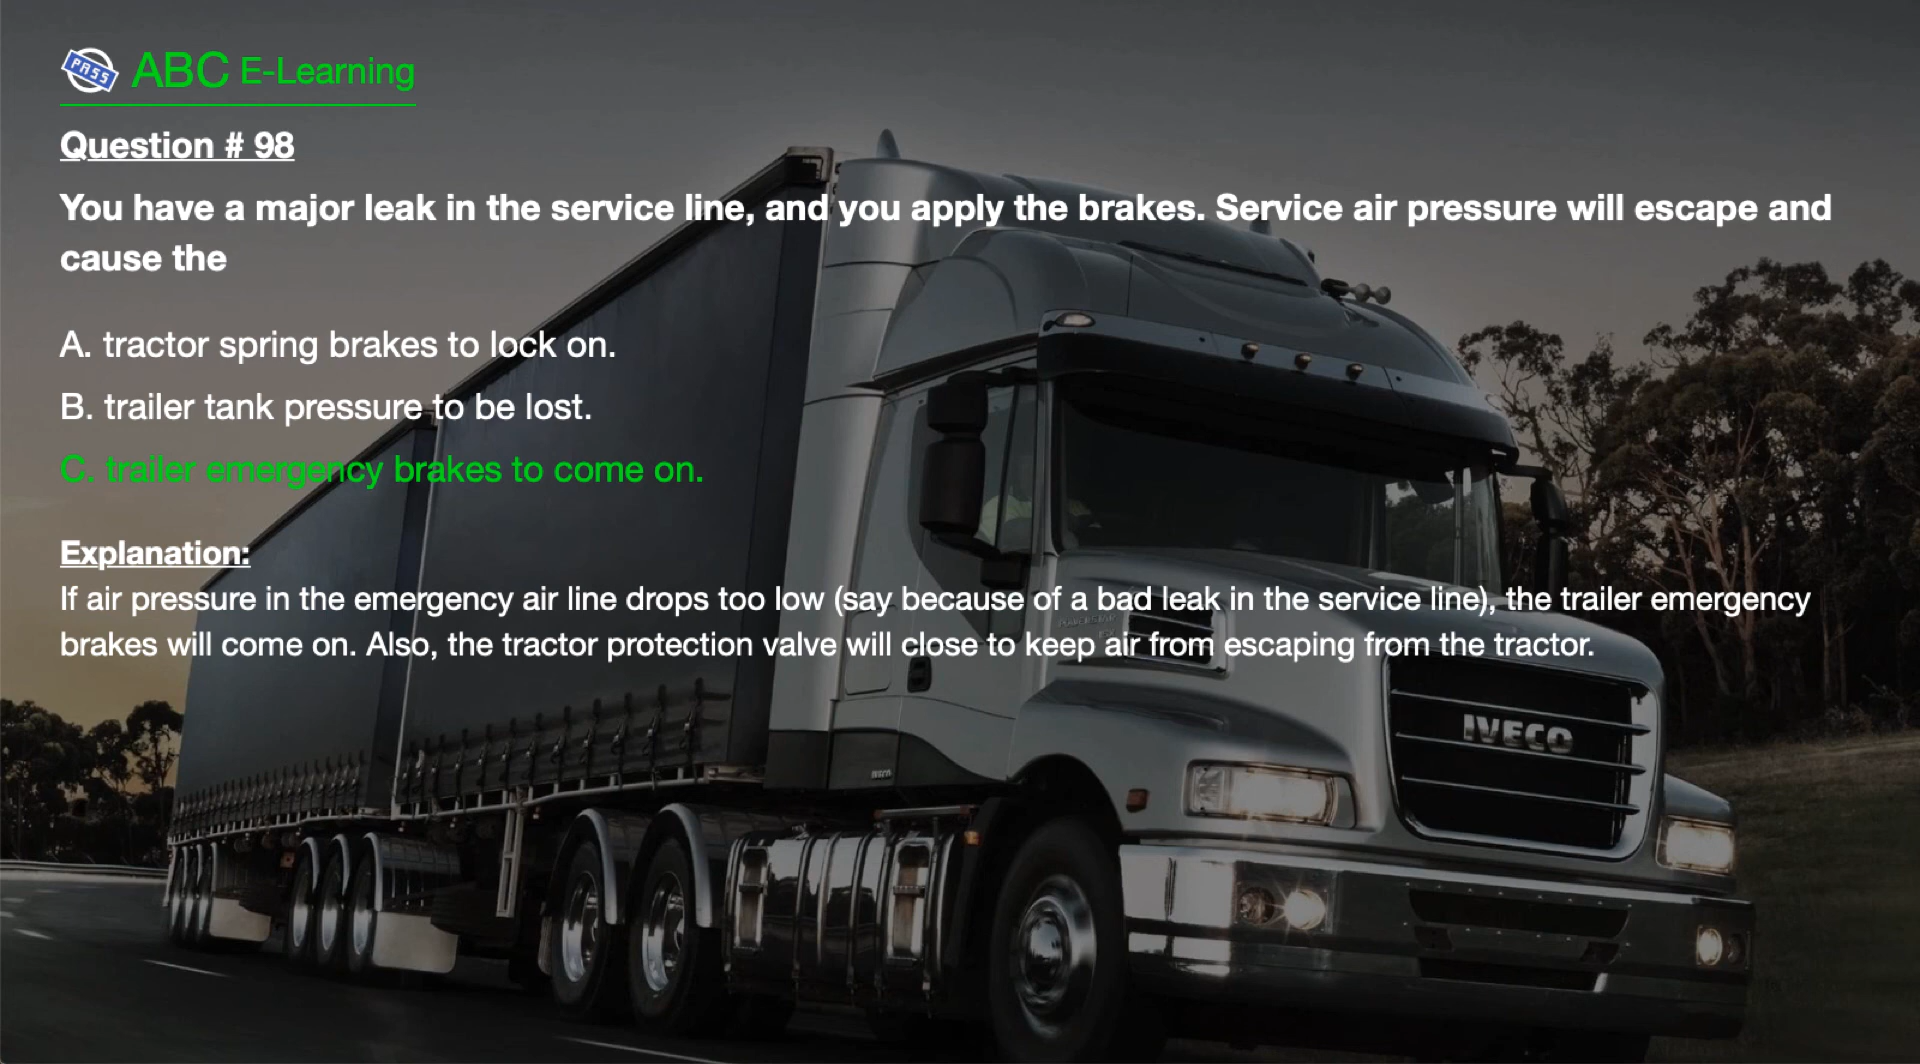 PASS ABC E-Learning
Question # 98
You have a major leak in the service line, and you apply the brakes. Service air pressure will escape and
cause the
A. tractor spring brakes to lock on.
B. trailer tank pressure to be lost.
C. trailer emergency brakes to come on.
Explanation:
If air pressure in the emergency air line drops too low (say because of a bad leak in the service line), the trailer emergency
brakes will come on. Also, the tractor protection valve will close to keep air from escaping from the tractor.
IVECO
IVECO